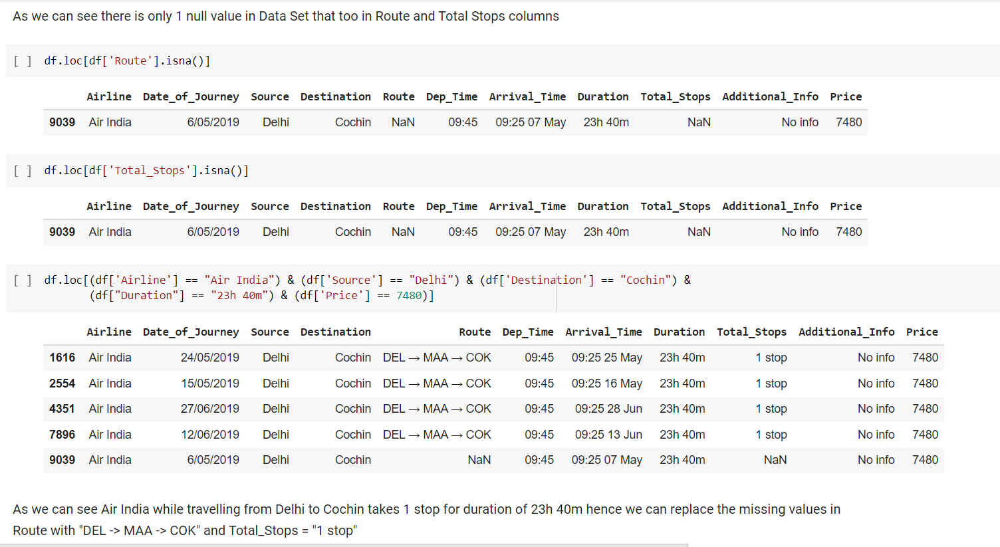 As we can see there is only 1 null value in Data Set that too in Route and Total Stops columns
[ ] df.loc[df['Route'].isna()]
Airline Date_of_Journey Source Destination Route Dep_Time Arrival_Time Duration Total_Stops Additional_Info Price
9039 Air India 6/05/2019 Delhi Cochin NaN 09:45 09:25 07 May 23h 40m NaN No info 7480
[ ] df.loc[df['Total_Stops'].isna()]
Airline Date_of_Journey Source Destination Route Dep_Time Arrival_Time Duration Total_Stops Additional_Info Price
9039 Air India 6/05/2019 Delhi Cochin NaN 09:45 09:25 07 May 23h 40m NaN No info 7480
[ ] df.loc[(df['Airline'] == "Air India") & (df['Source'] == "Delhi") & (df['Destination'] == "Cochin") &
(df["Duration"] == "23h 40m") & (df['Price'] == 7480)]
Airline Date_of_Journey Source Destination Route Dep_Time Arrival_Time Duration Total_Stops Additional_Info Price
1616 Air India 24/05/2019 Delhi Cochin DEL → MAA → COK 09:45 09:25 25 May 23h 40m 1 stop No info 7480
2554 Air India 15/05/2019 Delhi Cochin DEL → MAA → COK 09:45 09:25 16 May 23h 40m 1 stop No info 7480
4351 Air India 27/06/2019 Delhi Cochin DEL → MAA → COK 09:45 09:25 28 Jun 23h 40m 1 stop No info 7480
7896 Air India 12/06/2019 Delhi Cochin DEL → MAA → COK 09:45 09:25 13 Jun 23h 40m 1 stop No info 7480
9039 Air India 6/05/2019 Delhi Cochin NaN 09:45 09:25 07 May 23h 40m NaN No info 7480
As we can see Air India while travelling from Delhi to Cochin takes 1 stop for duration of 23h 40m hence we can replace the missing values in
Route with "DEL -> MAA -> COK" and Total_Stops = "1 stop"